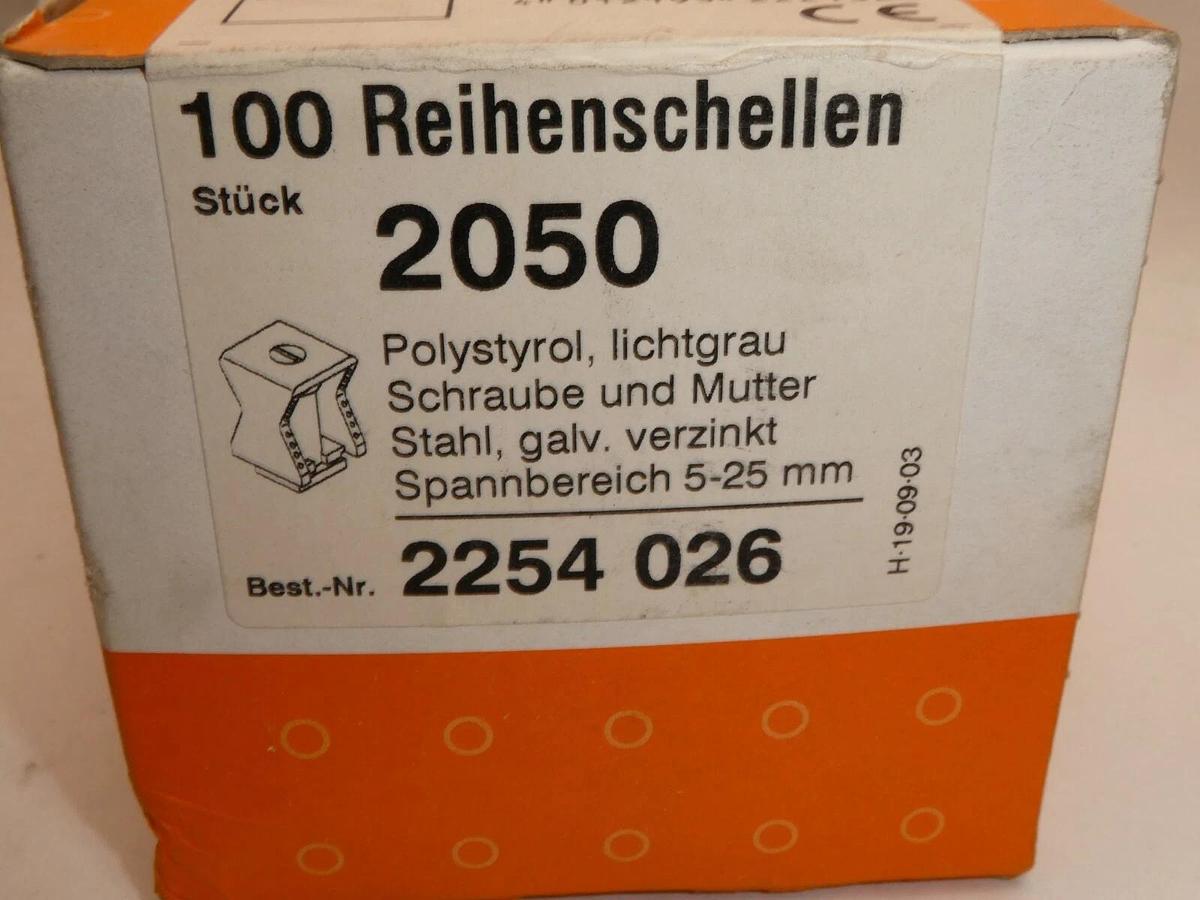 100 Reihenschellen
Stück
2050
Polystyrol, lichtgrau
Schraube und Mutter
Stahl, galv. verzinkt
Spannbereich 5-25 mm
Best.-Nr. 2254 026
H·19·09·03